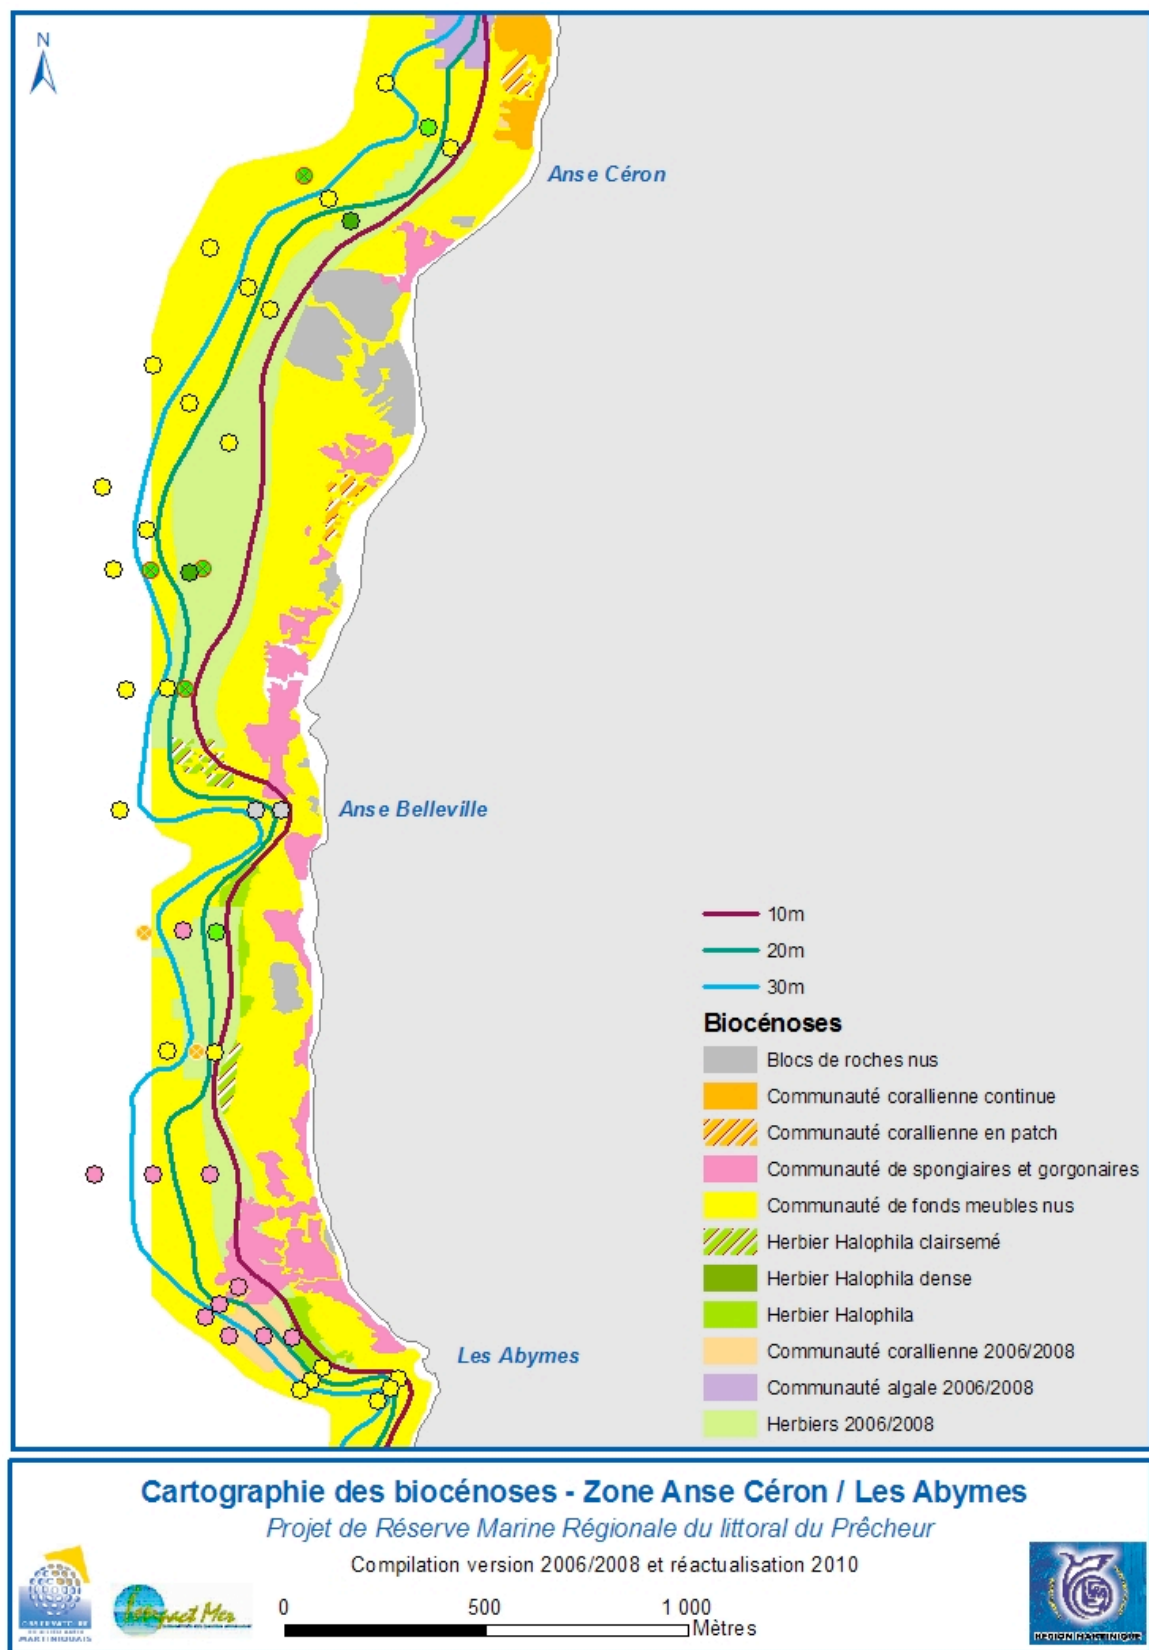 N
Anse Céron
Anse Belleville
10m
20m
30m
Biocénoses
Blocs de roches nus
Communauté corallienne continue
Communauté corallienne en patch
Communauté de spongiaires et gorgonaires
Communauté de fonds meubles nus
Herbier Halophila clairsemé
Herbier Halophila dense
Herbier Halophila
Communauté corallienne 2006/2008
Les Abymes
Communauté algale 2006/2008
Herbiers 2006/2008
Cartographie des biocénoses - Zone Anse Céron / Les Abymes
Projet de Réserve Marine Régionale du littoral du Prêcheur
Compilation version 2006/2008 et réactualisation 2010
0 500 1 000
Mètres
OBSERVATOIRE
MARTINIQUAIS
Impact Mer
REGION MARTINIQUE